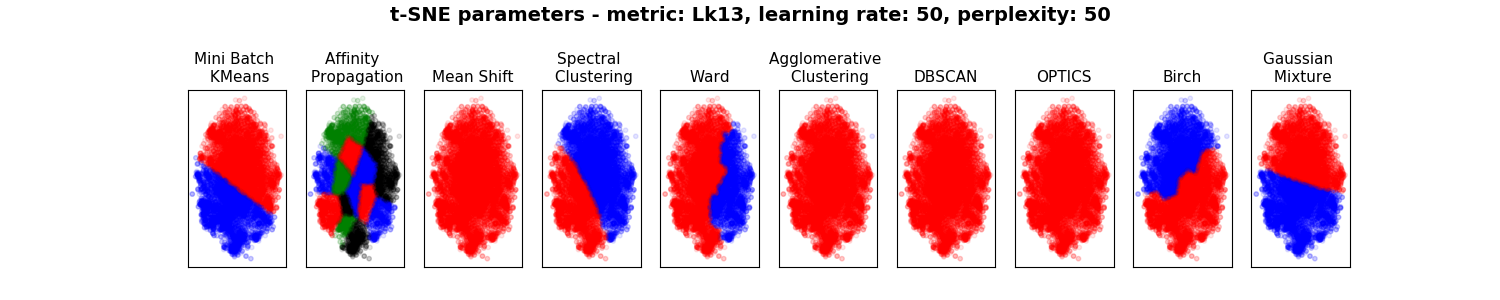 t-SNE parameters - metric: Lk13, learning rate: 50, perplexity: 50
Mini Batch
KMeans
Affinity
Propagation
Mean Shift
Spectral
Clustering
Ward
Agglomerative
Clustering
DBSCAN
OPTICS
Birch
Gaussian
Mixture